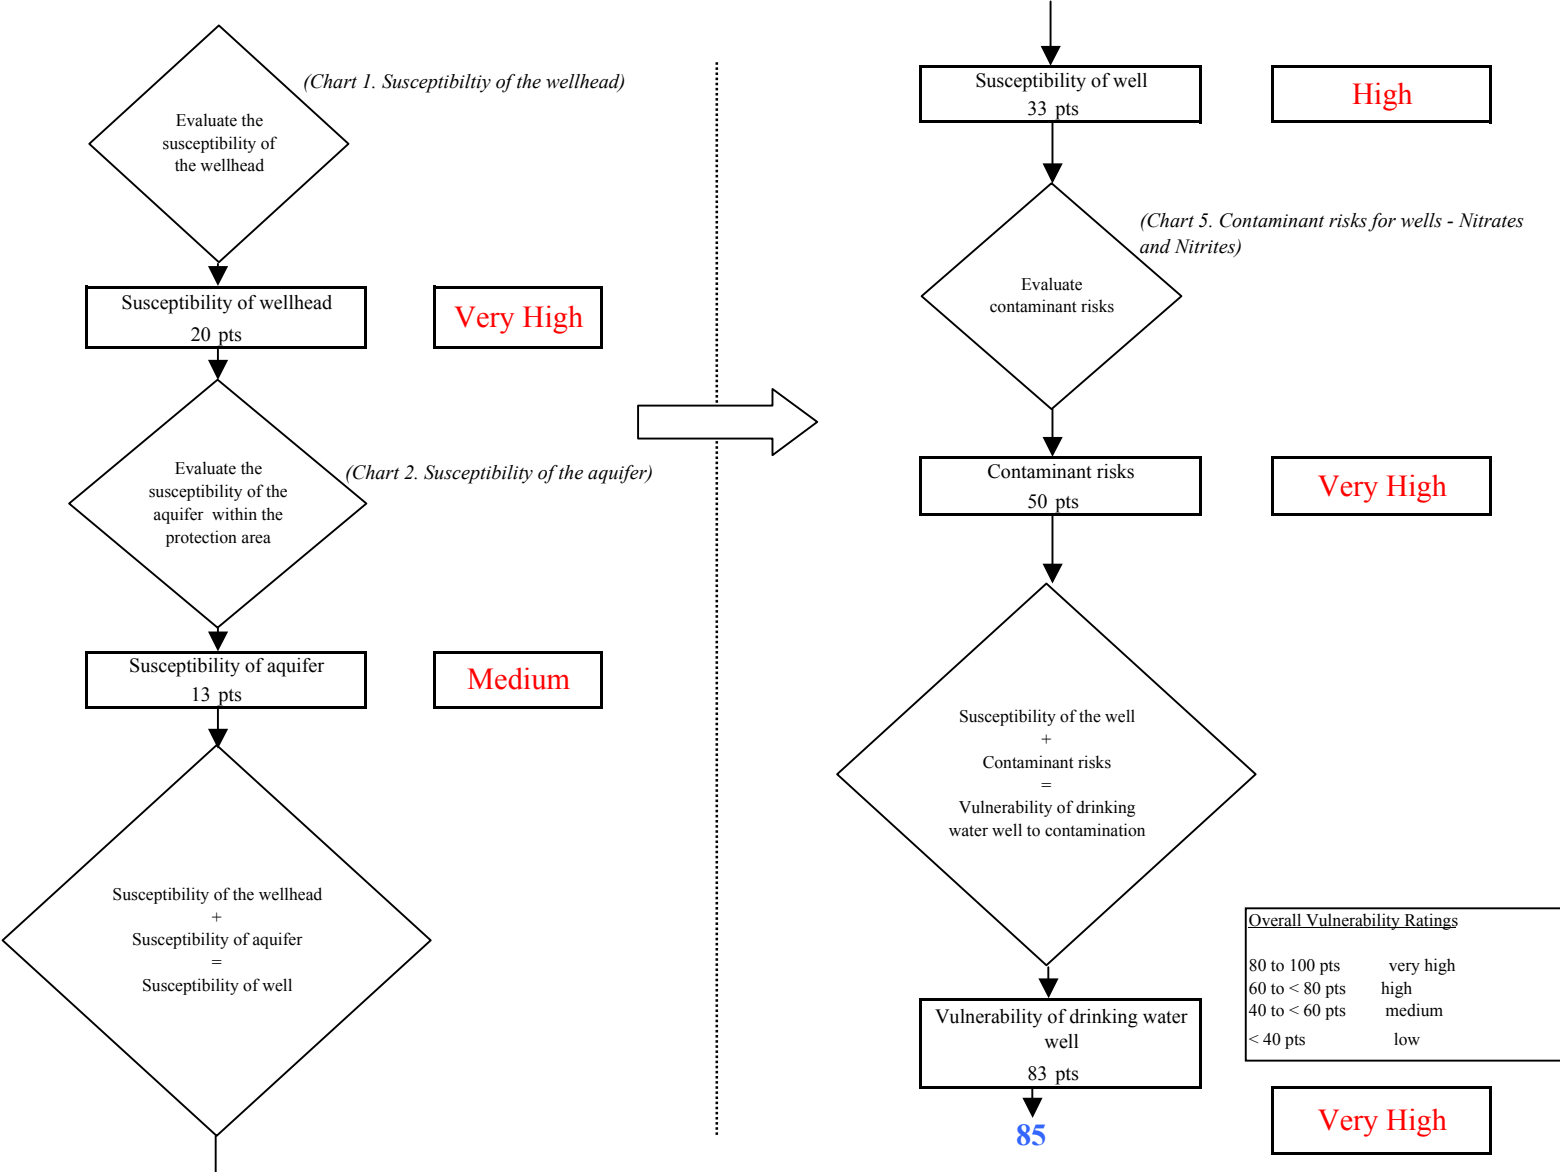 (Chart 1. Susceptibiltiy of the wellhead)
Evaluate the
susceptibility of
the wellhead
Susceptibility of wellhead
20 pts
Very High
Evaluate the
susceptibility of the
aquifer within the
protection area
(Chart 2. Susceptibility of the aquifer)
Susceptibility of aquifer
13 pts
Medium
Susceptibility of the wellhead
+
Susceptibility of aquifer
=
Susceptibility of well
Susceptibility of well
33 pts
High
(Chart 5. Contaminant risks for wells - Nitrates
and Nitrites)
Evaluate
contaminant risks
Contaminant risks
50 pts
Very High
Susceptibility of the well
+
Contaminant risks
=
Vulnerability of drinking
water well to contamination
Overall Vulnerability Ratings
80 to 100 pts very high
60 to < 80 pts high
40 to < 60 pts medium
< 40 pts low
Vulnerability of drinking water
well
83 pts
85
Very High